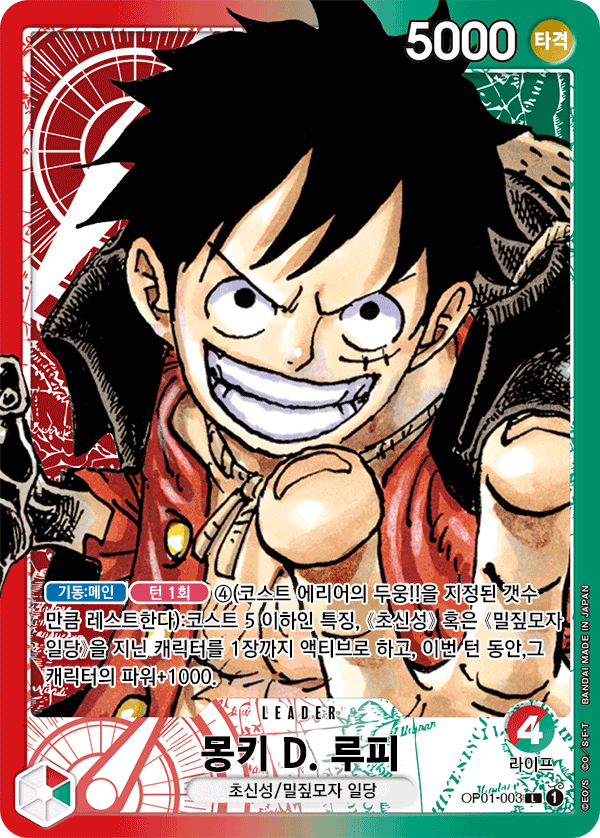 5000 타격
기동:메인 턴 1회 ④(코스트 에리어의 두웅!!을 지정된 갯수
만큼 레스트한다):코스트 5 이하인 특징, 《초신성》 혹은 《밀짚모자
일당》을 지닌 캐릭터를 1장까지 액티브로 하고, 이번 턴 동안,그
캐릭터의 파워+1000.
LEADER
몽키 D. 루피
초신성/밀짚모자 일당
4
라이프
OP01-003 L 1
©E.O/S ©O/S·F·T BANDAI MADE IN JAPAN